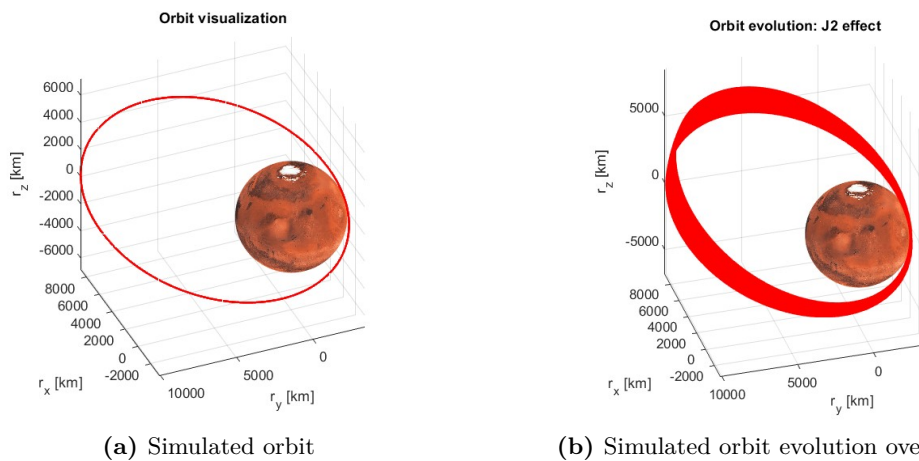 Orbit visualization
6000
4000
2000
0
-2000
-4000
-6000
r_z [km]
8000
6000
4000
2000
0
-2000
r_x [km]
10000
5000
0
r_y [km]
(a) Simulated orbit
Orbit evolution: J2 effect
5000
0
-5000
r_z [km]
8000
6000
4000
2000
0
-2000
r_x [km]
10000
5000
0
r_y [km]
(b) Simulated orbit evolution ove